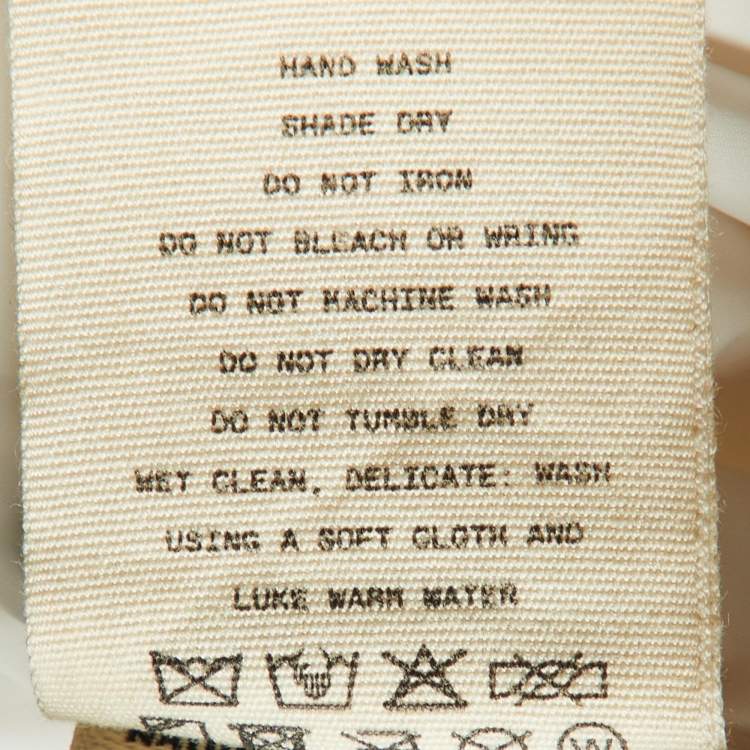 HAND WASH
SHADE DRY
DO NOT IRON
DO NOT BLEACH OR WRING
DO NOT MACHINE WASH
DO NOT DRY CLEAN
DO NOT TUMBLE DRY
WET CLEAN, DELICATE: WASH
USING A SOFT CLOTH AND
LUKE WARM WATER
W